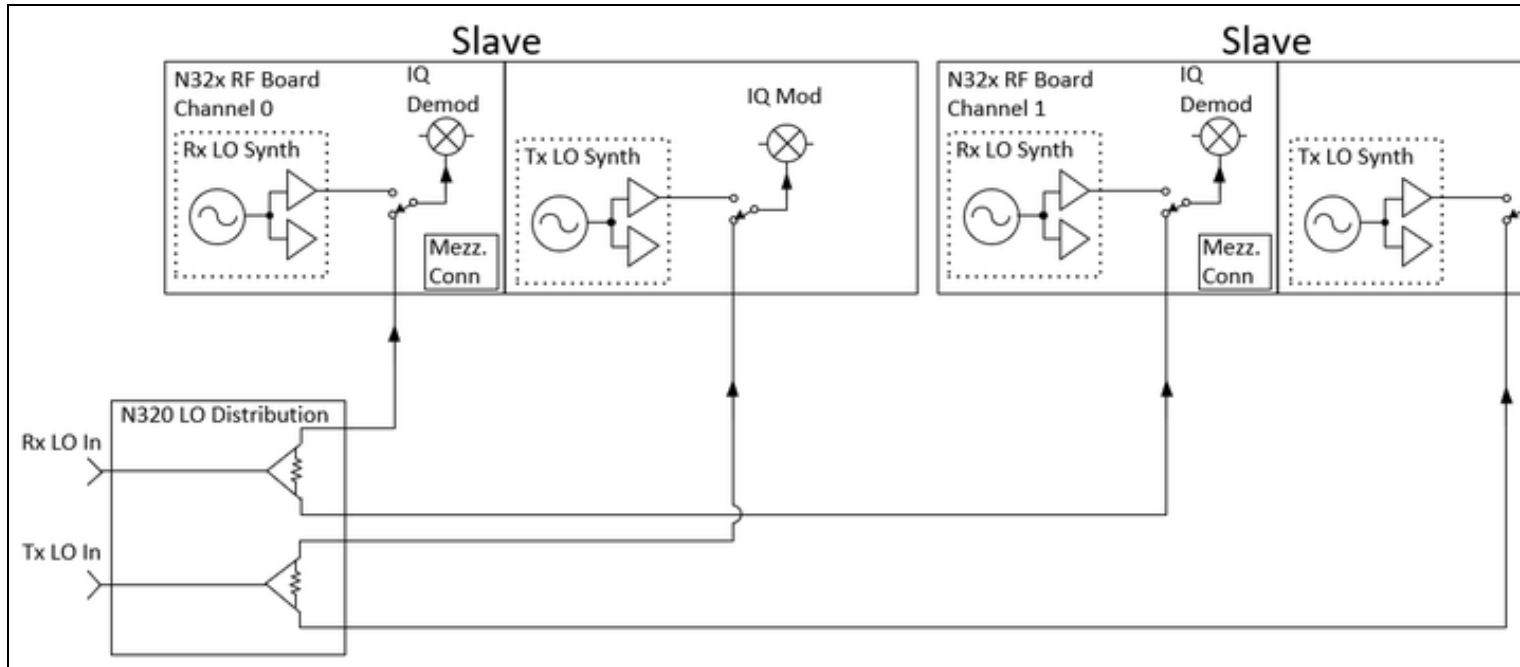 Slave
Slave
N32x RF Board
Channel 0
IQ
Demod
Rx LO Synth
Mezz.
Conn
IQ Mod
Tx LO Synth
N32x RF Board
Channel 1
IQ
Demod
Rx LO Synth
Mezz.
Conn
Tx LO Synth
N320 LO Distribution
Rx LO In
Tx LO In